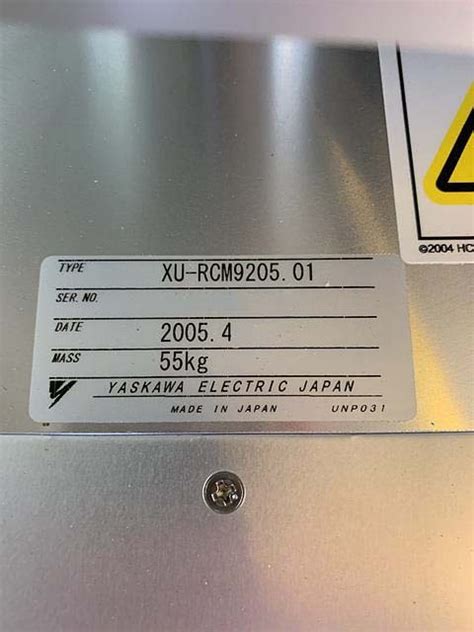 ©2004 HC
TYPE XU-RCM9205.01
SER. NO.
DATE 2005.4
MASS 55kg
YASKAWA ELECTRIC JAPAN
MADE IN JAPAN UNP031